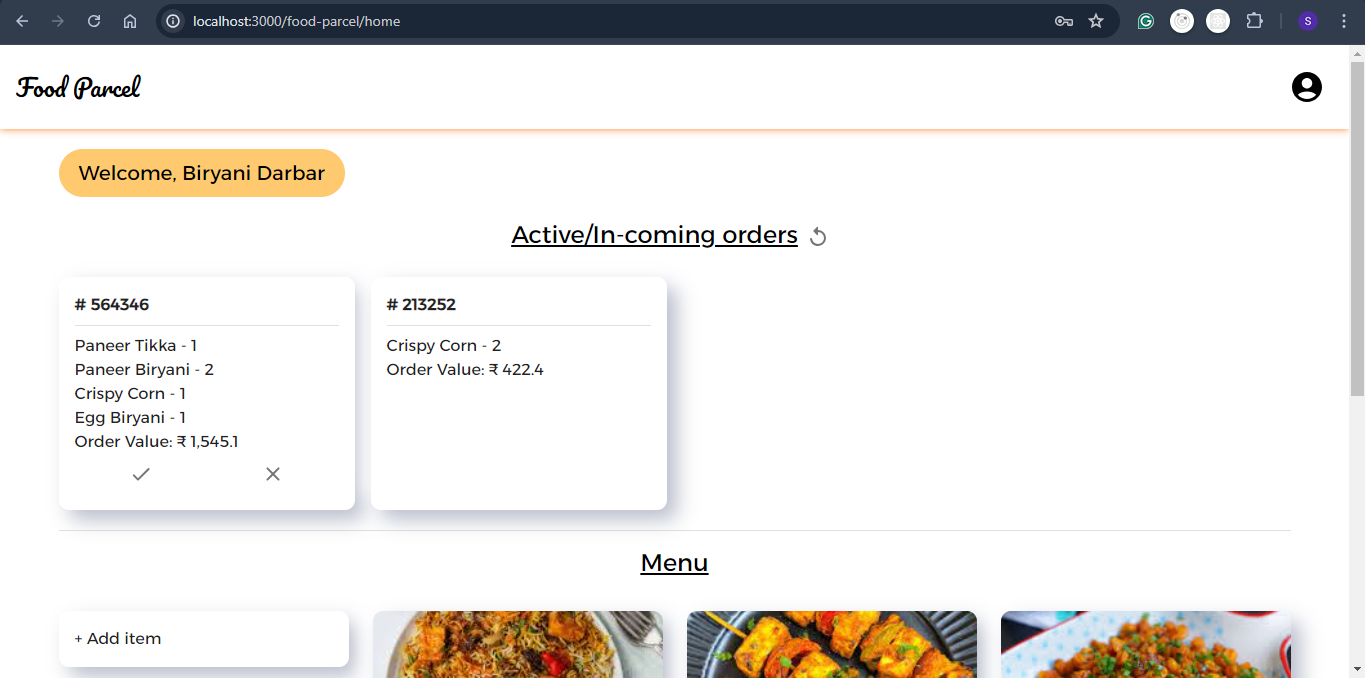 localhost:3000/food-parcel/home
S
Food Parcel
Welcome, Biryani Darbar
Active/In-coming orders
# 564346
Paneer Tikka - 1
Paneer Biryani - 2
Crispy Corn - 1
Egg Biryani - 1
Order Value: ₹ 1,545.1
# 213252
Crispy Corn - 2
Order Value: ₹ 422.4
Menu
+ Add item